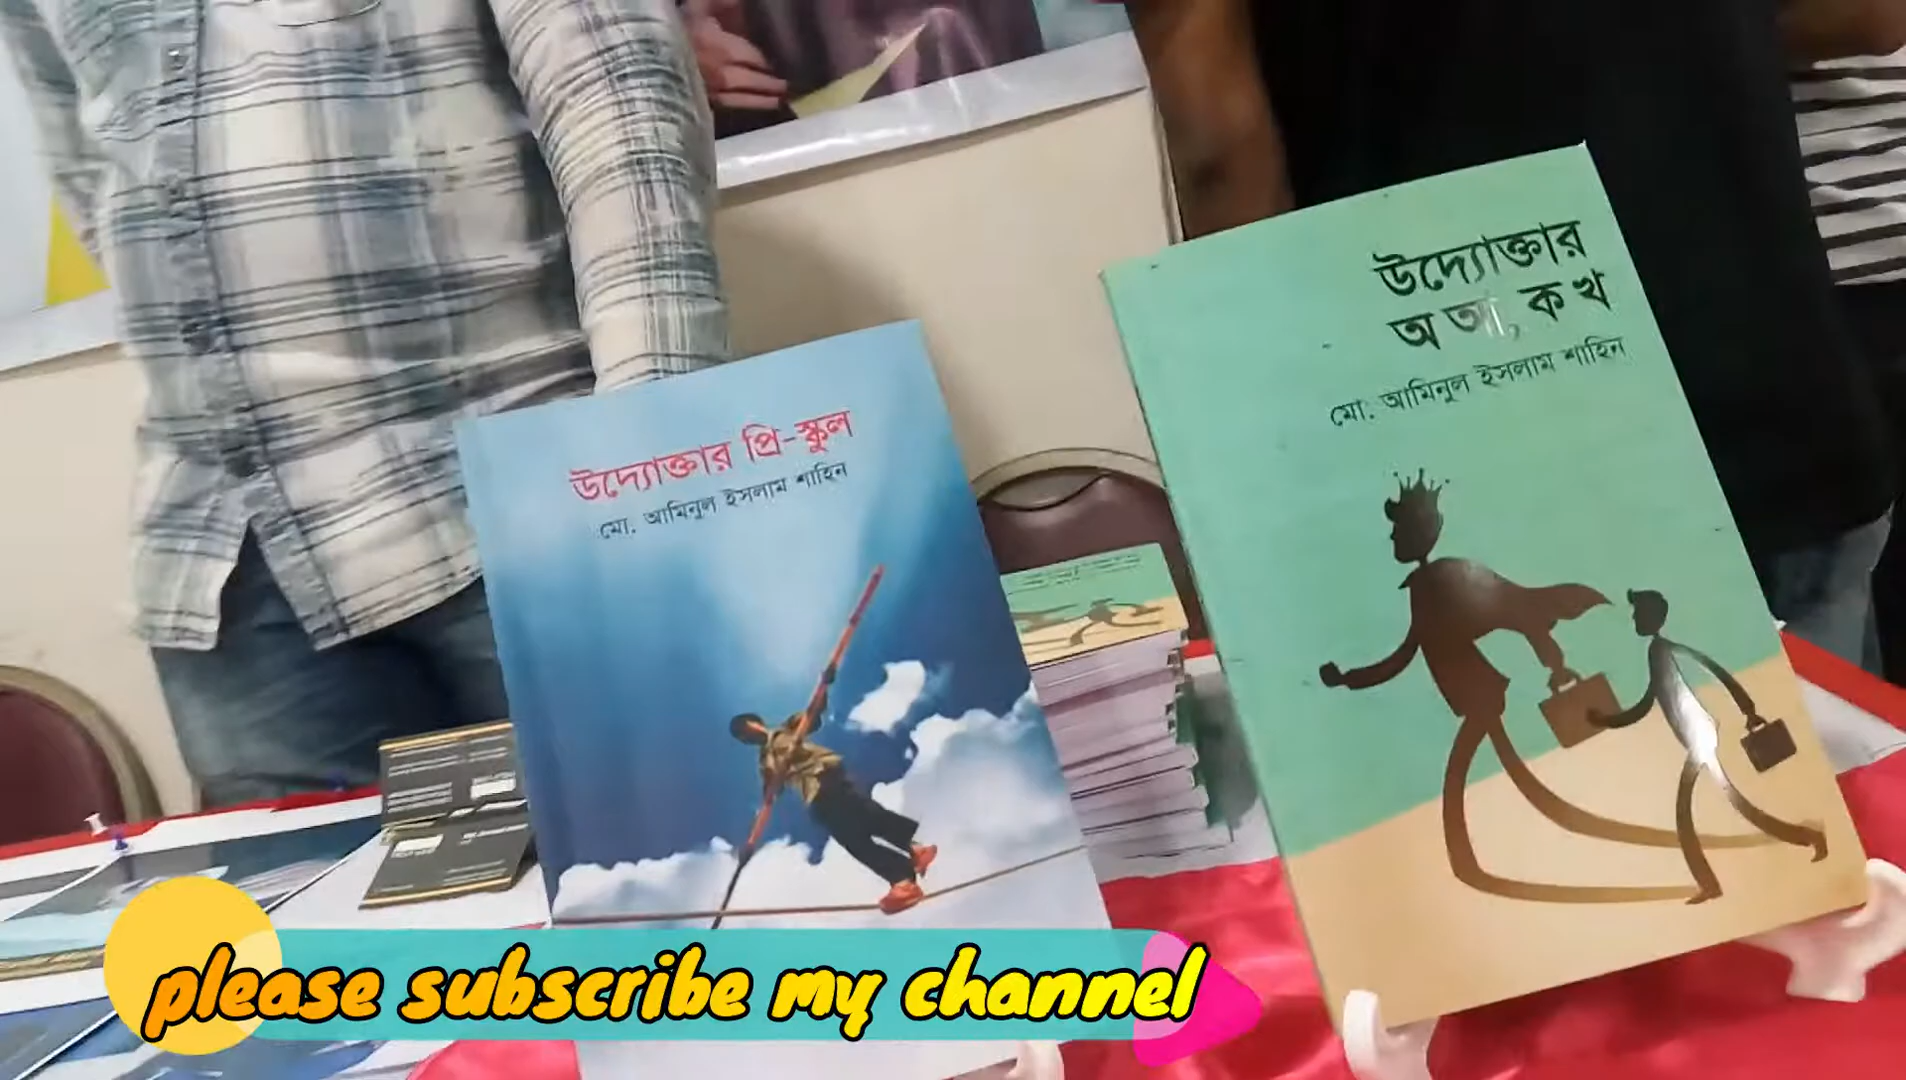 উদ্যোক্তার প্রি-স্কুল
মো. আমিনুল ইসলাম শাহিন
উদ্যোক্তার
অ আ, ক খ
মো. আমিনুল ইসলাম শাহিন
please subscribe my channel